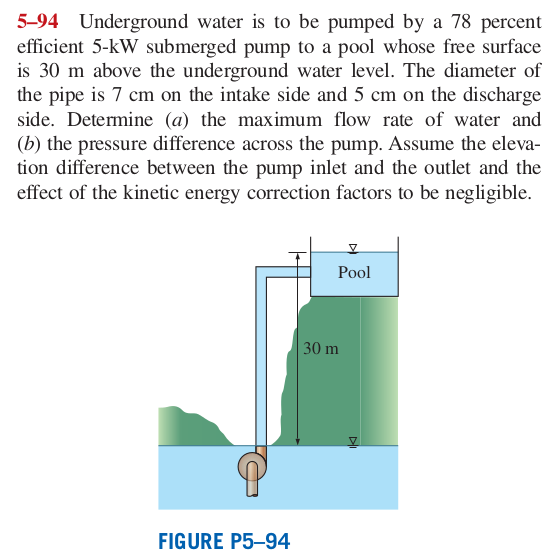 5–94 Underground water is to be pumped by a 78 percent
efficient 5-kW submerged pump to a pool whose free surface
is 30 m above the underground water level. The diameter of
the pipe is 7 cm on the intake side and 5 cm on the discharge
side. Determine (a) the maximum flow rate of water and
(b) the pressure difference across the pump. Assume the eleva-
tion difference between the pump inlet and the outlet and the
effect of the kinetic energy correction factors to be negligible.
Pool
30 m
FIGURE P5–94